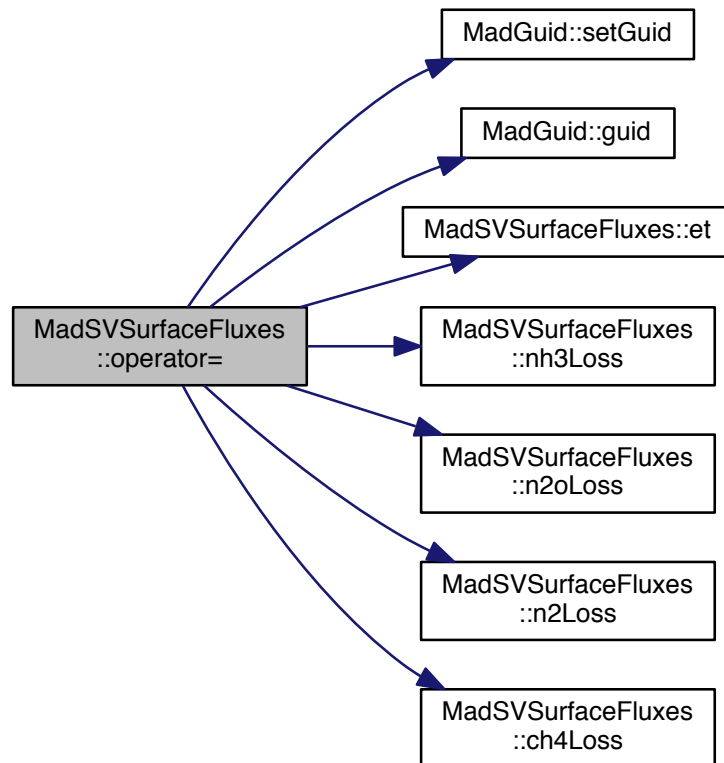 MadGuid::setGuid
MadGuid::guid
MadSVSurfaceFluxes::et
MadSVSurfaceFluxes
::operator=
MadSVSurfaceFluxes
::nh3Loss
MadSVSurfaceFluxes
::n2oLoss
MadSVSurfaceFluxes
::n2Loss
MadSVSurfaceFluxes
::ch4Loss